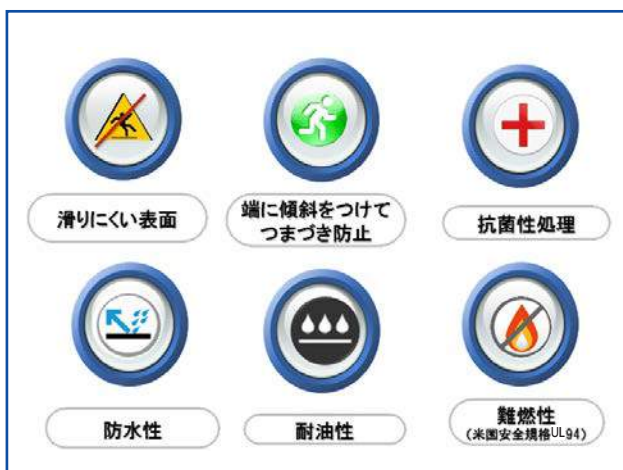 滑りにくい表面
端に傾斜をつけて
つまづき防止
抗菌性処理
防水性
耐油性
難燃性
(米国安全規格UL94)